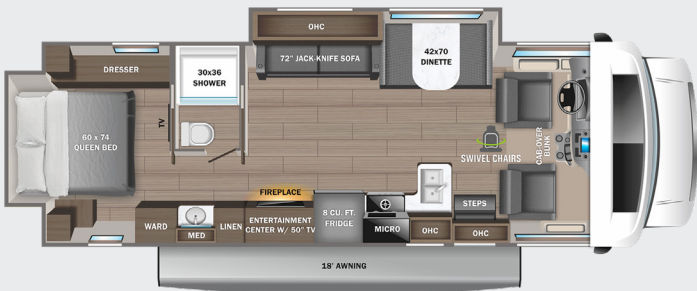 OHC
72" JACK-KNIFE SOFA
42x70
DINETTE
DRESSER
30x36
SHOWER
TV
60 x 74
QUEEN BED
SWIVEL CHAIRS
CAB-OVER
BUNK
FIREPLACE
WARD
MED
LINEN
ENTERTAINMENT
CENTER W/ 50" TV
8 CU. FT.
FRIDGE
MICRO
OHC
STEPS
OHC
18' AWNING